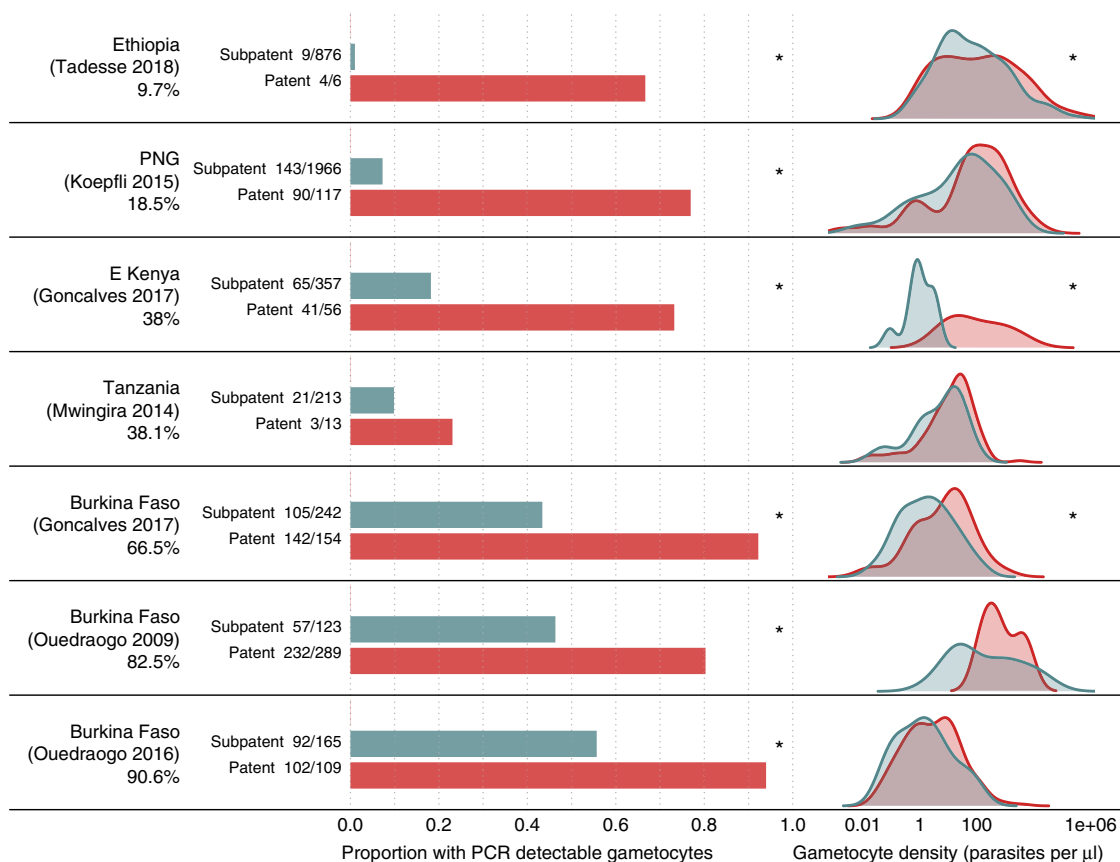 Ethiopia
(Tadesse 2018)
9.7%
Subpatent 9/876
Patent 4/6
*
*
PNG
(Koepfli 2015)
18.5%
Subpatent 143/1966
Patent 90/117
*
*
E Kenya
(Goncalves 2017)
38%
Subpatent 65/357
Patent 41/56
*
*
Tanzania
(Mwingira 2014)
38.1%
Subpatent 21/213
Patent 3/13
Burkina Faso
(Goncalves 2017)
66.5%
Subpatent 105/242
Patent 142/154
*
*
Burkina Faso
(Ouedraogo 2009)
82.5%
Subpatent 57/123
Patent 232/289
*
Burkina Faso
(Ouedraogo 2016)
90.6%
Subpatent 92/165
Patent 102/109
*
0.0 0.2 0.4 0.6 0.8 1.0
Proportion with PCR detectable gametocytes
0.01 1 100 1e+06
Gametocyte density (parasites per µl)